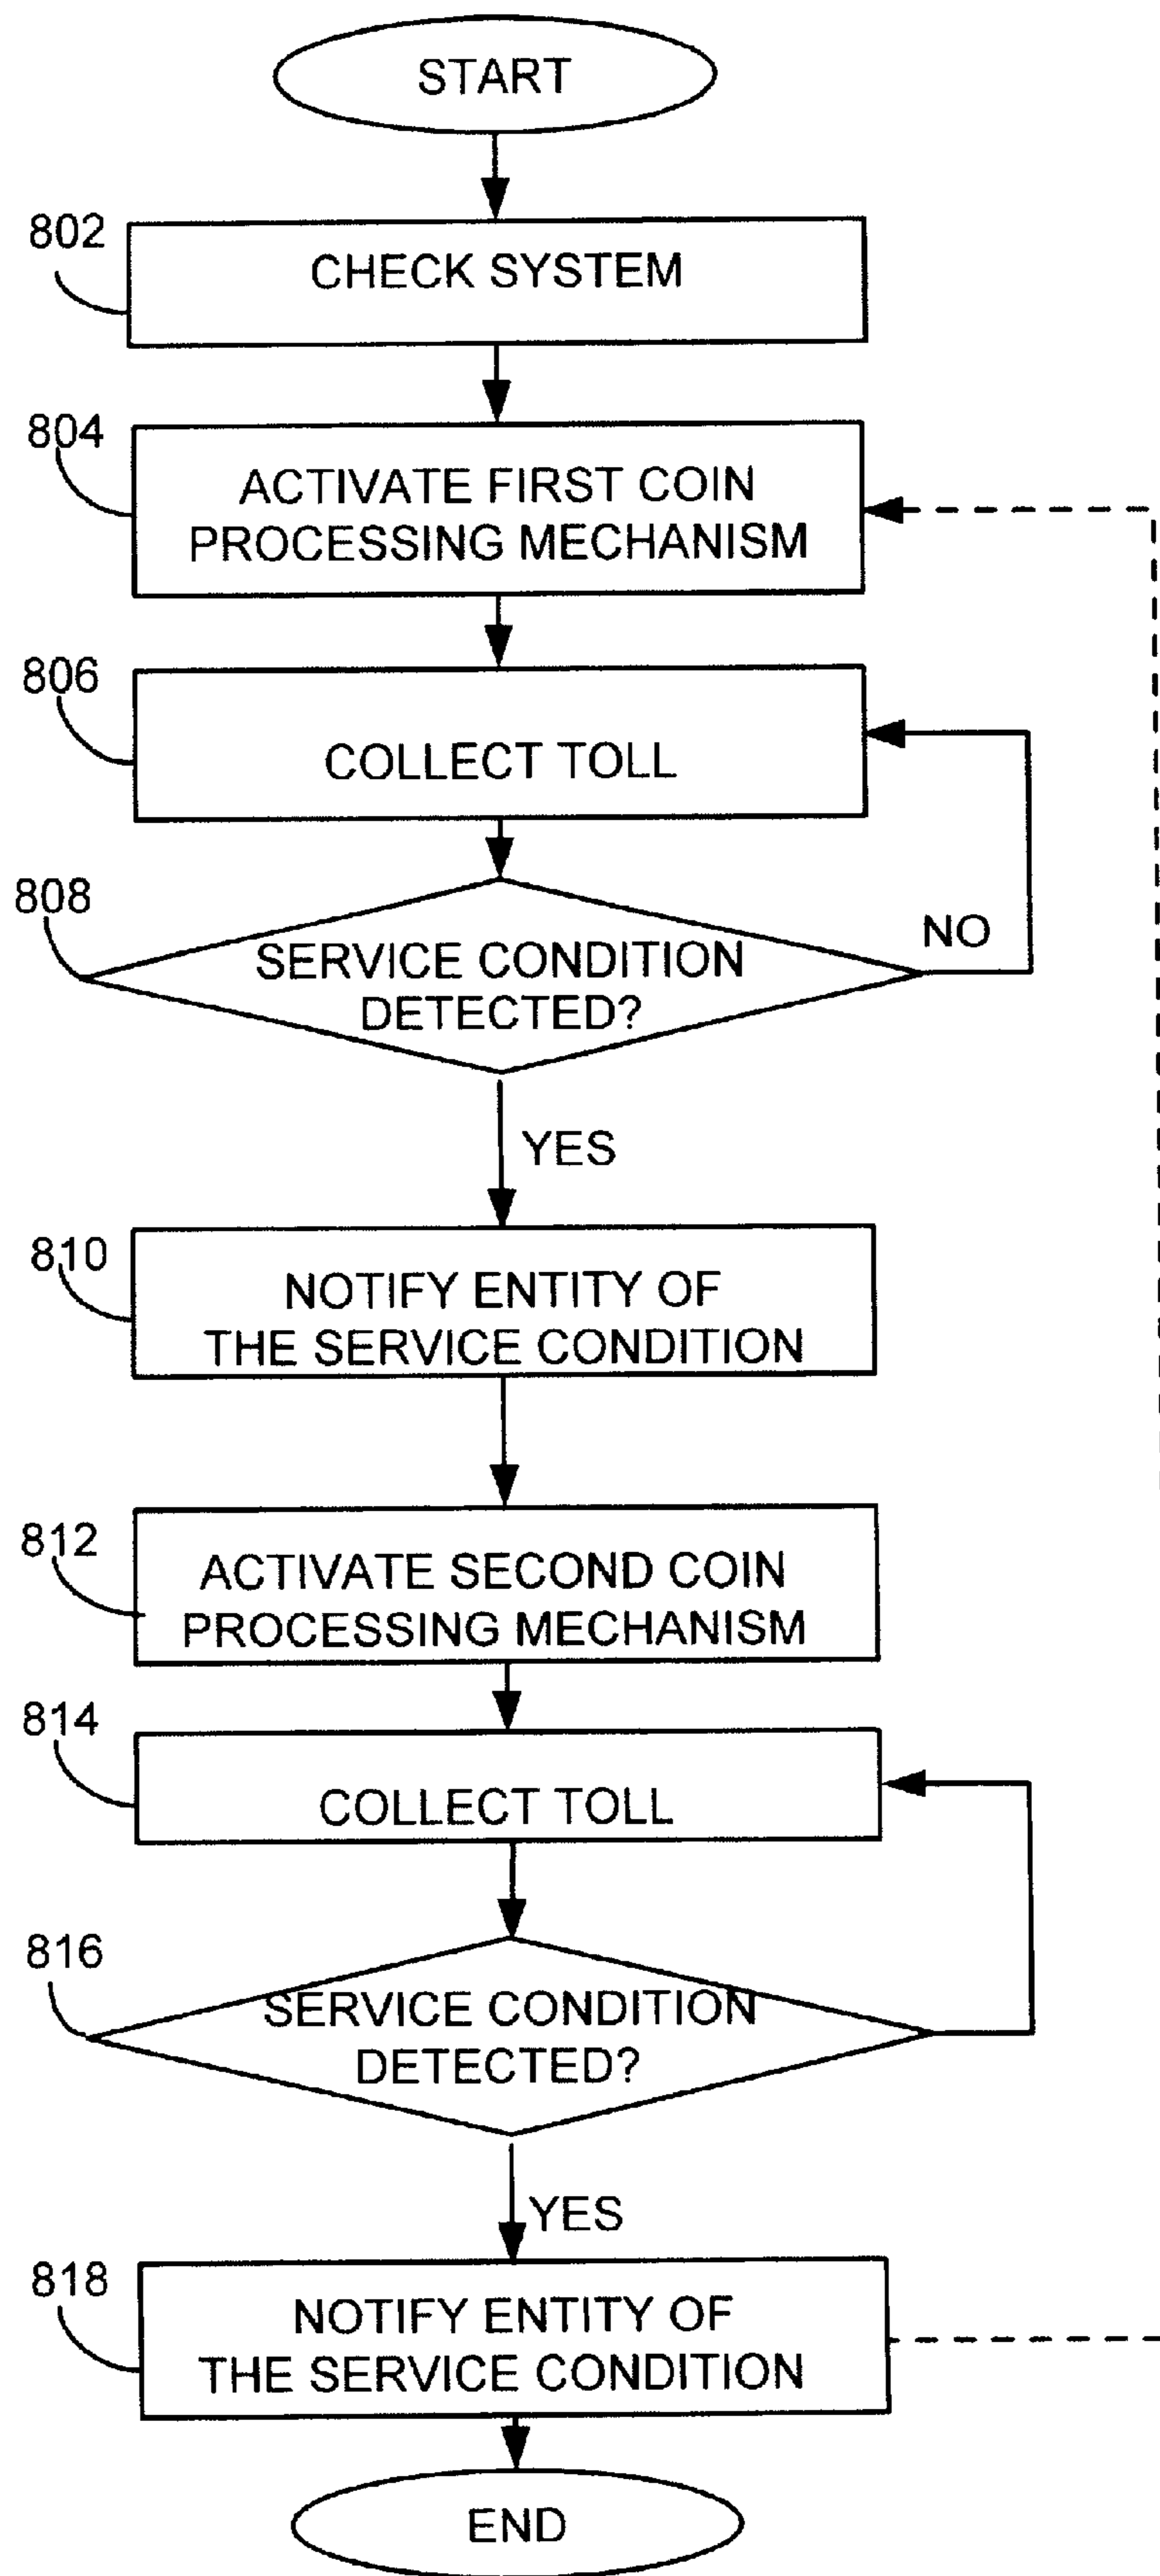 START
802
CHECK SYSTEM
804
ACTIVATE FIRST COIN
PROCESSING MECHANISM
806
COLLECT TOLL
808
SERVICE CONDITION
DETECTED?
NO
YES
810
NOTIFY ENTITY OF
THE SERVICE CONDITION
812
ACTIVATE SECOND COIN
PROCESSING MECHANISM
814
COLLECT TOLL
816
SERVICE CONDITION
DETECTED?
YES
818
NOTIFY ENTITY OF
THE SERVICE CONDITION
END